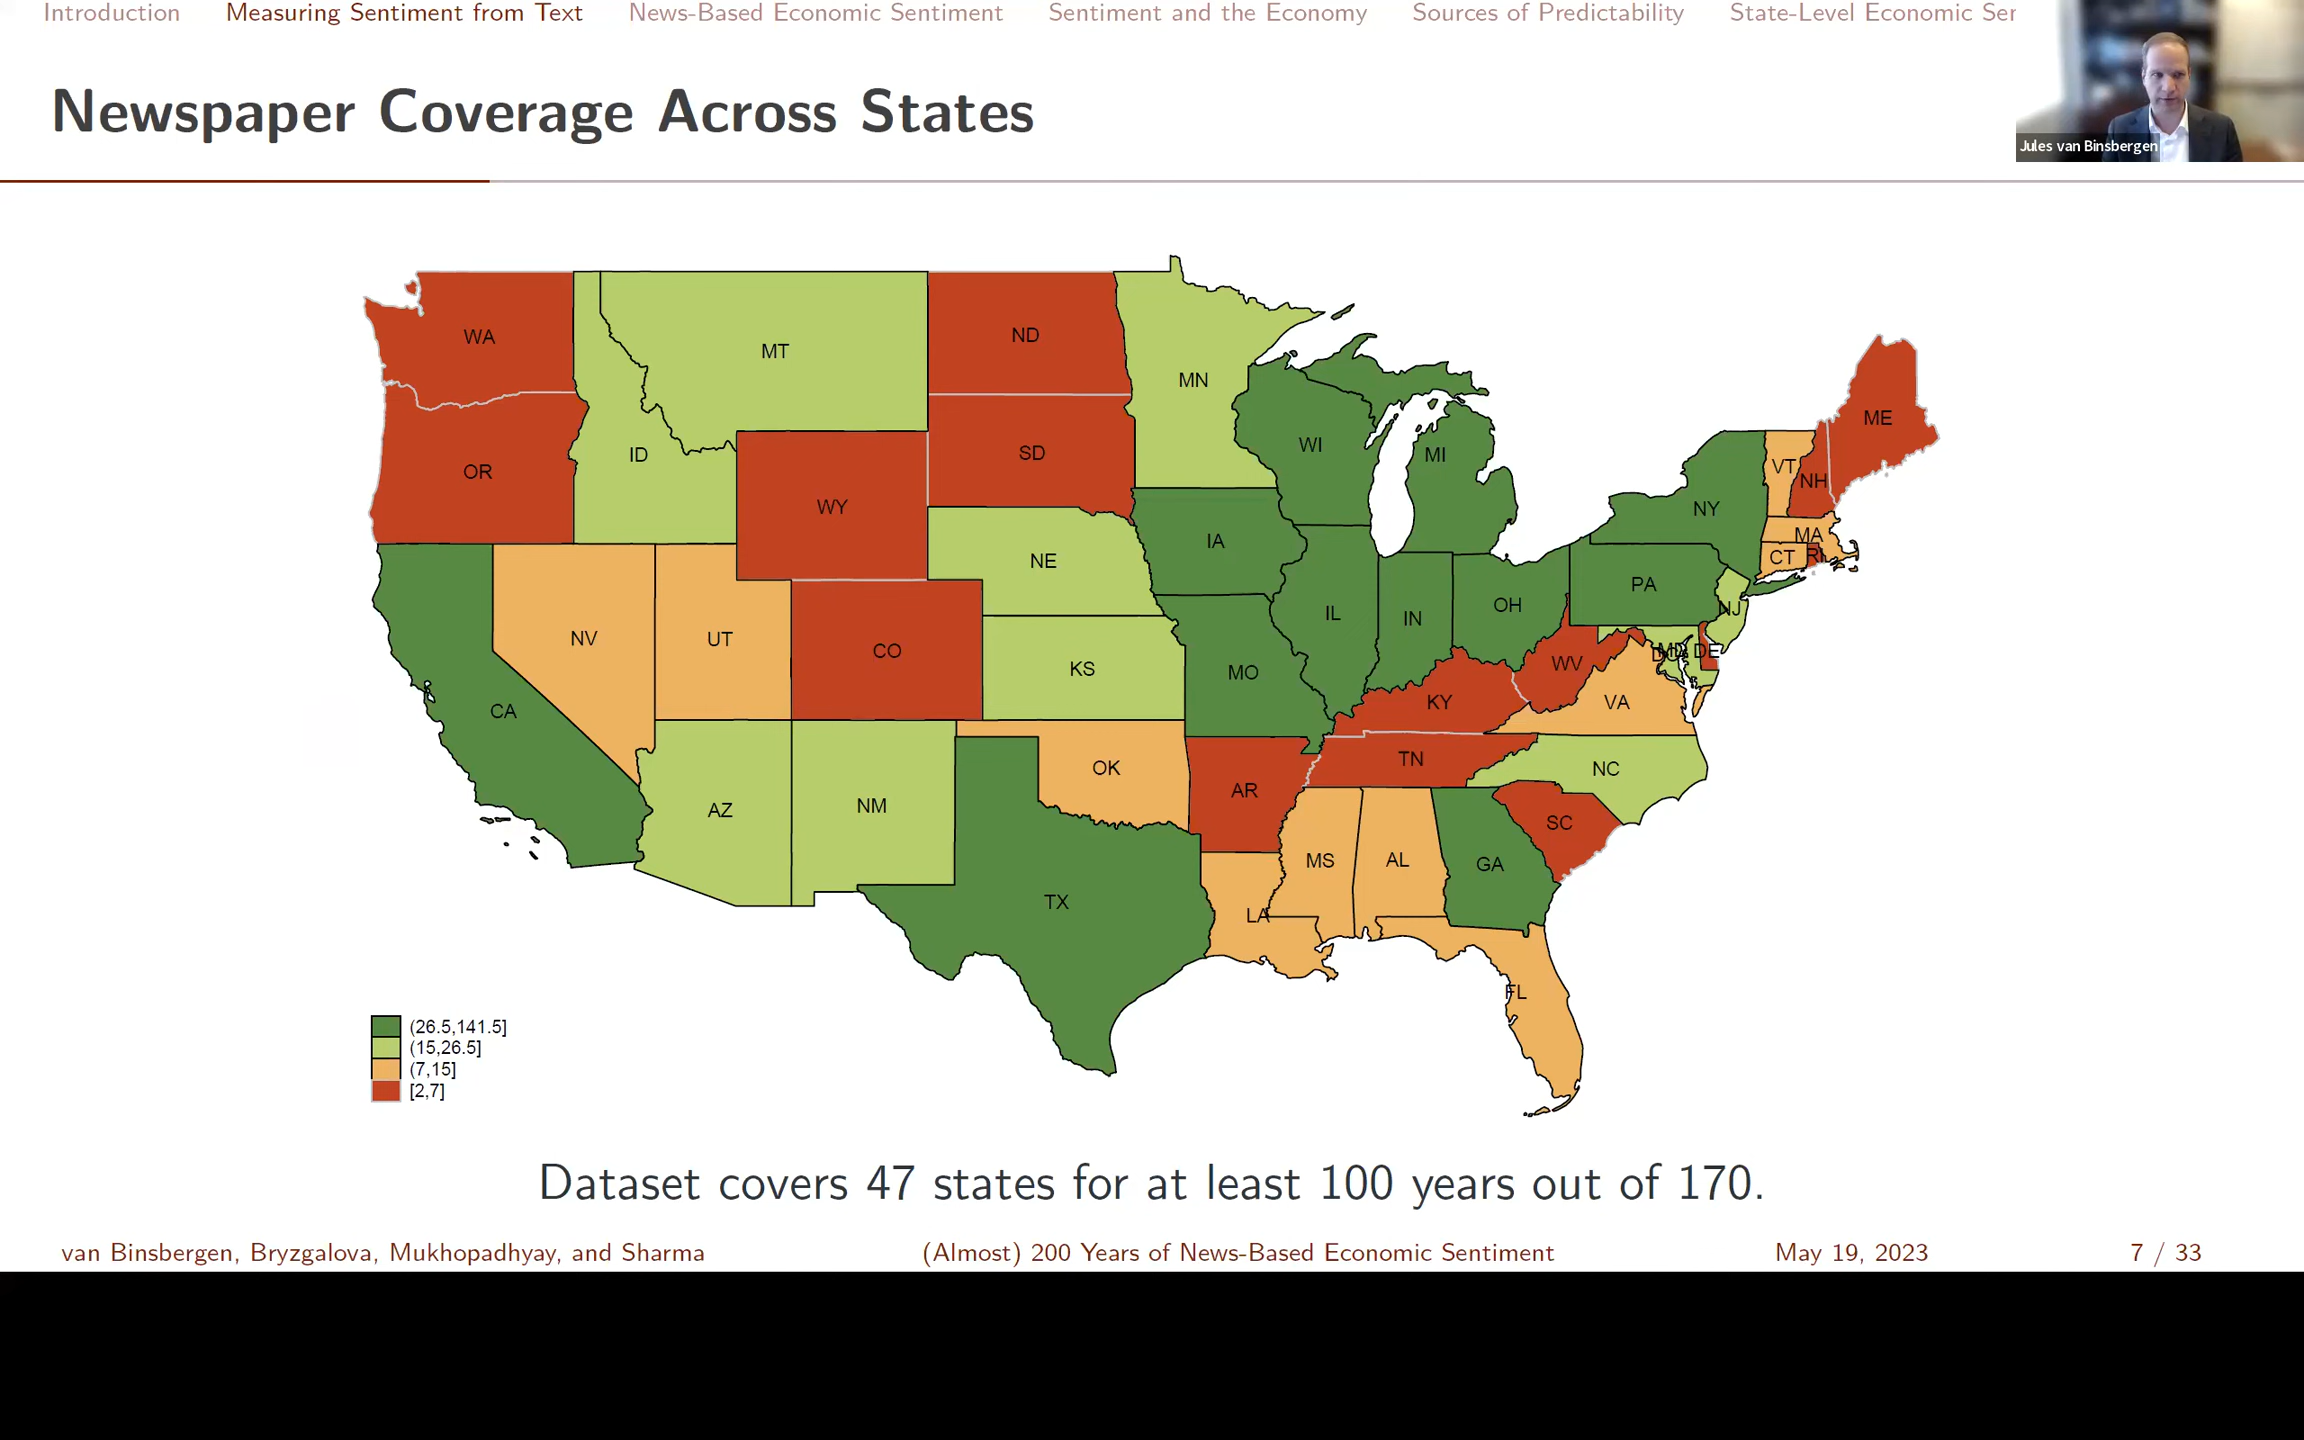 Introduction Measuring Sentiment from Text News-Based Economic Sentiment Sentiment and the Economy Sources of Predictability State-Level Economic Ser
Jules van Binsbergen
Newspaper Coverage Across States
WA
MT
ND
MN
ID
OR
SD
WY
WI
MI
ME
VT
NH
NY
MA
CT
RI
IA
NE
PA
NJ
NV
UT
CO
KS
MO
IL
IN
OH
WV
MD
DE
VA
KY
CA
AZ
NM
OK
AR
TN
NC
SC
MS
AL
GA
TX
LA
FL
(26.5,141.5]
(15,26.5]
(7,15]
[2,7]
Dataset covers 47 states for at least 100 years out of 170.
van Binsbergen, Bryzgalova, Mukhopadhyay, and Sharma (Almost) 200 Years of News-Based Economic Sentiment May 19, 2023 7 / 33